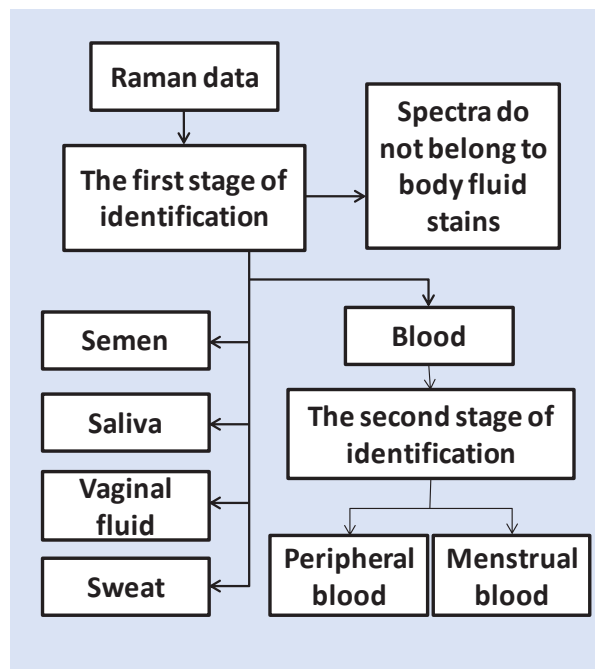 Raman data
Spectra do
not belong to
body fluid
stains
The first stage of
identification
Semen
Blood
Saliva
The second stage of
identification
Vaginal
fluid
Sweat
Peripheral
blood
Menstrual
blood